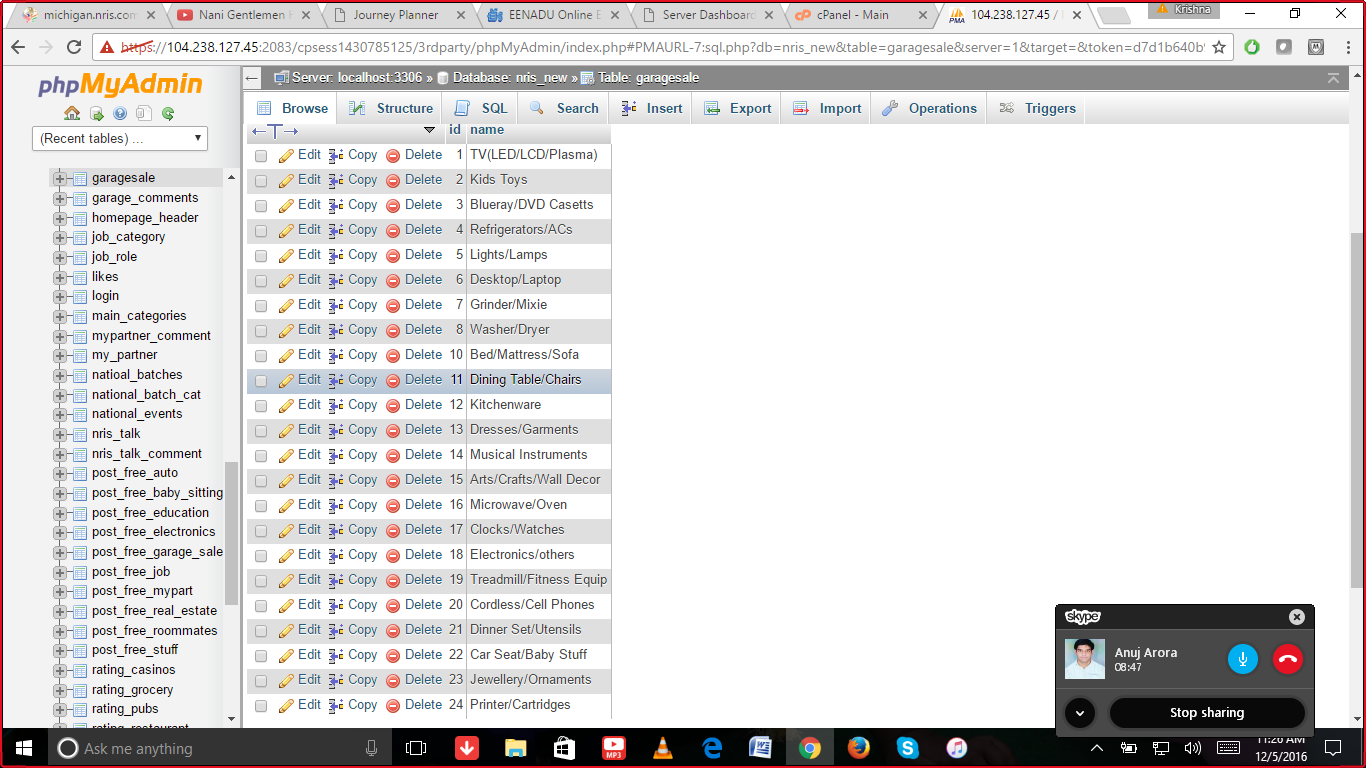 michigan.nris.com
Nani Gentlemen
Journey Planner
EENADU Online E
Server Dashboard
cPanel - Main
PMA 104.238.127.45 /
Krishna
https://104.238.127.45:2083/cpsess1430785125/3rdparty/phpMyAdmin/index.php#PMAURL-7:sql.php?db=nris_new&table=garagesale&server=1&target=&token=d7d1b640b
phpMyAdmin
(Recent tables) ...
garagesale
garage_comments
homepage_header
job_category
job_role
likes
login
main_categories
mypartner_comment
my_partner
natioal_batches
national_batch_cat
national_events
nris_talk
nris_talk_comment
post_free_auto
post_free_baby_sitting
post_free_education
post_free_electronics
post_free_garage_sale
post_free_job
post_free_mypart
post_free_real_estate
post_free_roommates
post_free_stuff
rating_casinos
rating_grocery
rating_pubs
rating_restaurant
Server: localhost:3306 » Database: nris_new » Table: garagesale
Browse Structure SQL Search Insert Export Import Operations Triggers
←T→ id name
Edit Copy Delete 1 TV(LED/LCD/Plasma)
Edit Copy Delete 2 Kids Toys
Edit Copy Delete 3 Blueray/DVD Casetts
Edit Copy Delete 4 Refrigerators/ACs
Edit Copy Delete 5 Lights/Lamps
Edit Copy Delete 6 Desktop/Laptop
Edit Copy Delete 7 Grinder/Mixie
Edit Copy Delete 8 Washer/Dryer
Edit Copy Delete 10 Bed/Mattress/Sofa
Edit Copy Delete 11 Dining Table/Chairs
Edit Copy Delete 12 Kitchenware
Edit Copy Delete 13 Dresses/Garments
Edit Copy Delete 14 Musical Instruments
Edit Copy Delete 15 Arts/Crafts/Wall Decor
Edit Copy Delete 16 Microwave/Oven
Edit Copy Delete 17 Clocks/Watches
Edit Copy Delete 18 Electronics/others
Edit Copy Delete 19 Treadmill/Fitness Equip
Edit Copy Delete 20 Cordless/Cell Phones
Edit Copy Delete 21 Dinner Set/Utensils
Edit Copy Delete 22 Car Seat/Baby Stuff
Edit Copy Delete 23 Jewellery/Ornaments
Edit Copy Delete 24 Printer/Cartridges
skype
Anuj Arora
08:47
Stop sharing
Ask me anything
MP3
11:26 AM
12/5/2016